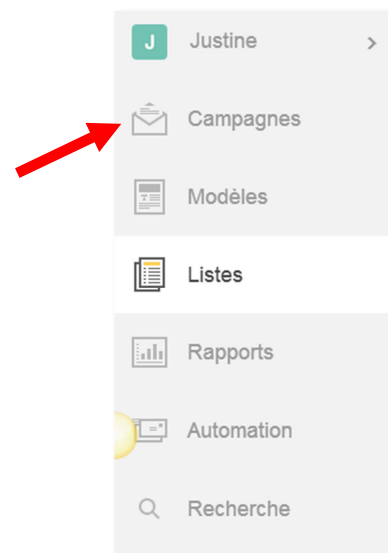 J Justine
Campagnes
Modèles
Listes
Rapports
Automation
Recherche